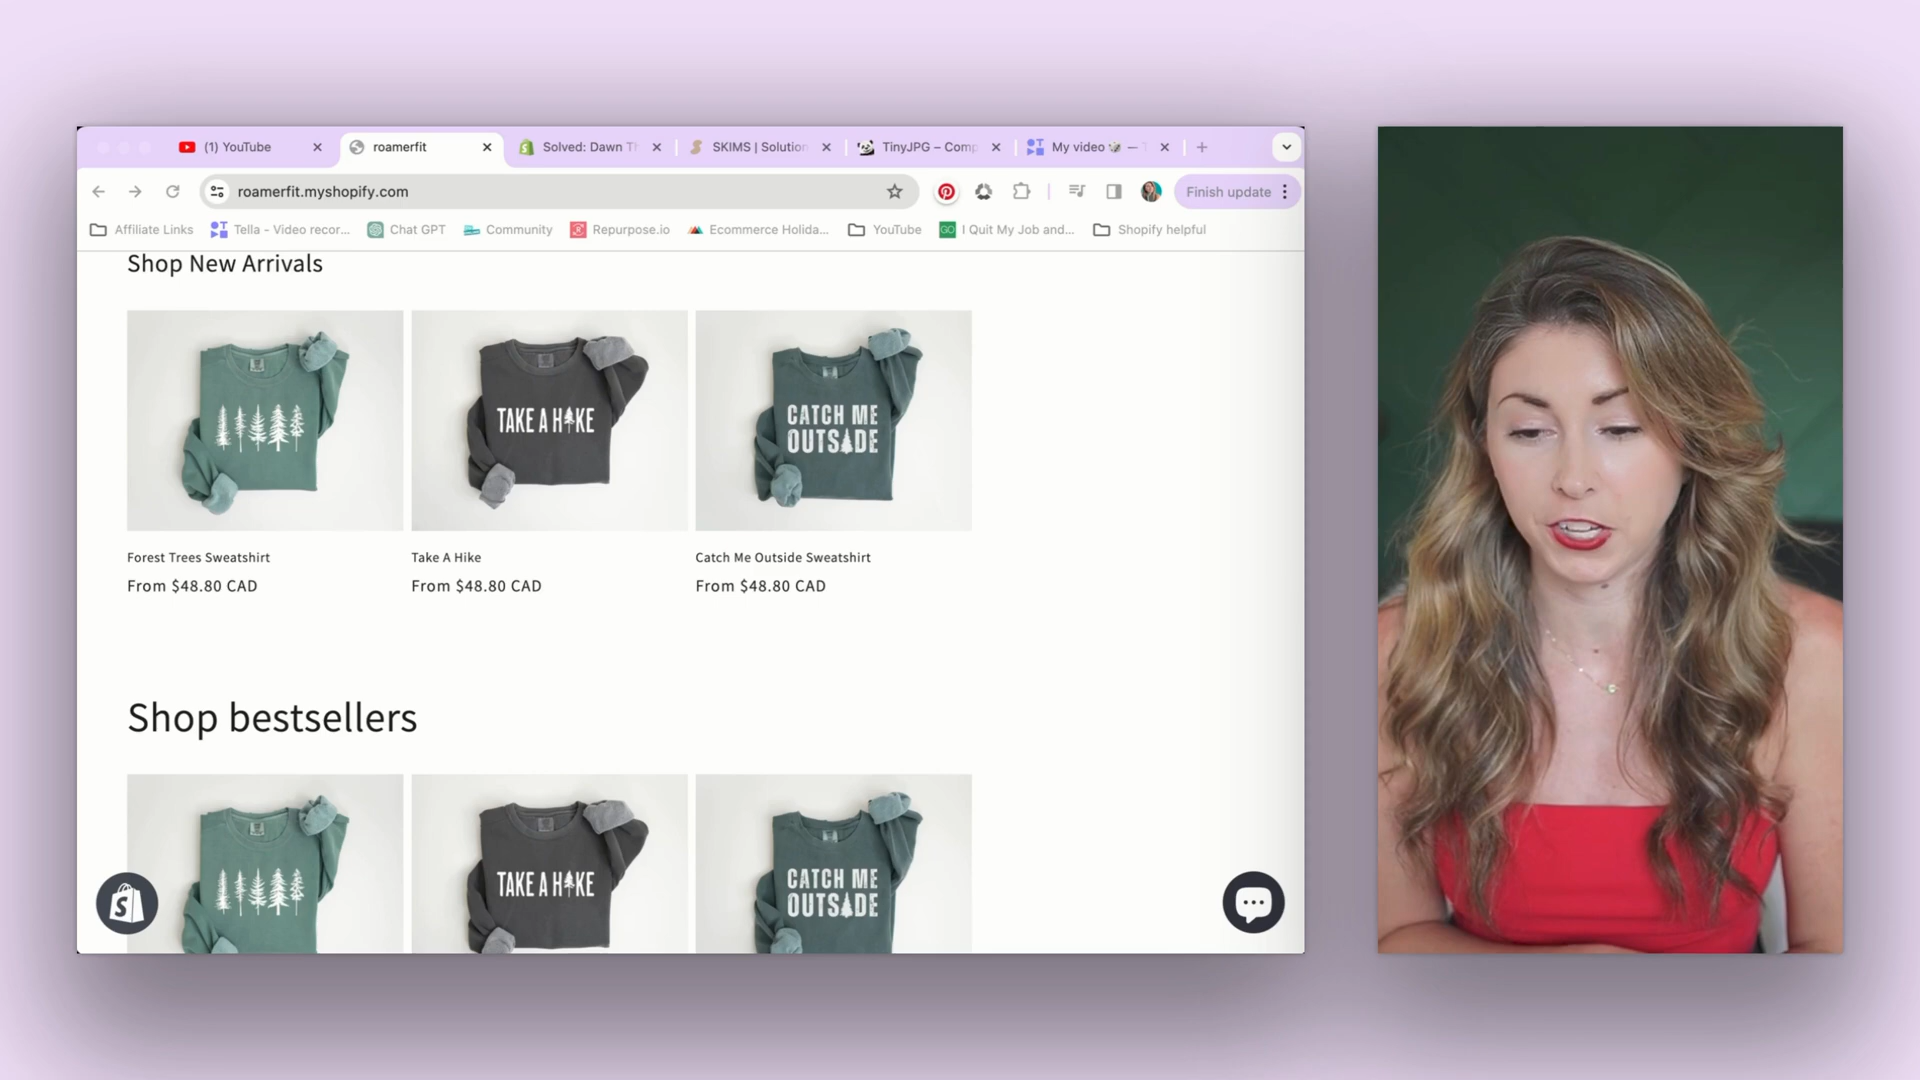 (1) YouTube
roamerfit
Solved: Dawn Th
SKIMS | Solution
TinyJPG – Comp
My video
roamerfit.myshopify.com
Finish update
Affiliate Links
Tella - Video recor...
Chat GPT
Community
Repurpose.io
Ecommerce Holida...
YouTube
GO
I Quit My Job and...
Shopify helpful
Shop New Arrivals
TAKE A HIKE
CATCH ME
OUTSIDE
Forest Trees Sweatshirt
Take A Hike
Catch Me Outside Sweatshirt
From $48.80 CAD
From $48.80 CAD
From $48.80 CAD
Shop bestsellers
TAKE A HIKE
CATCH ME
OUTSIDE